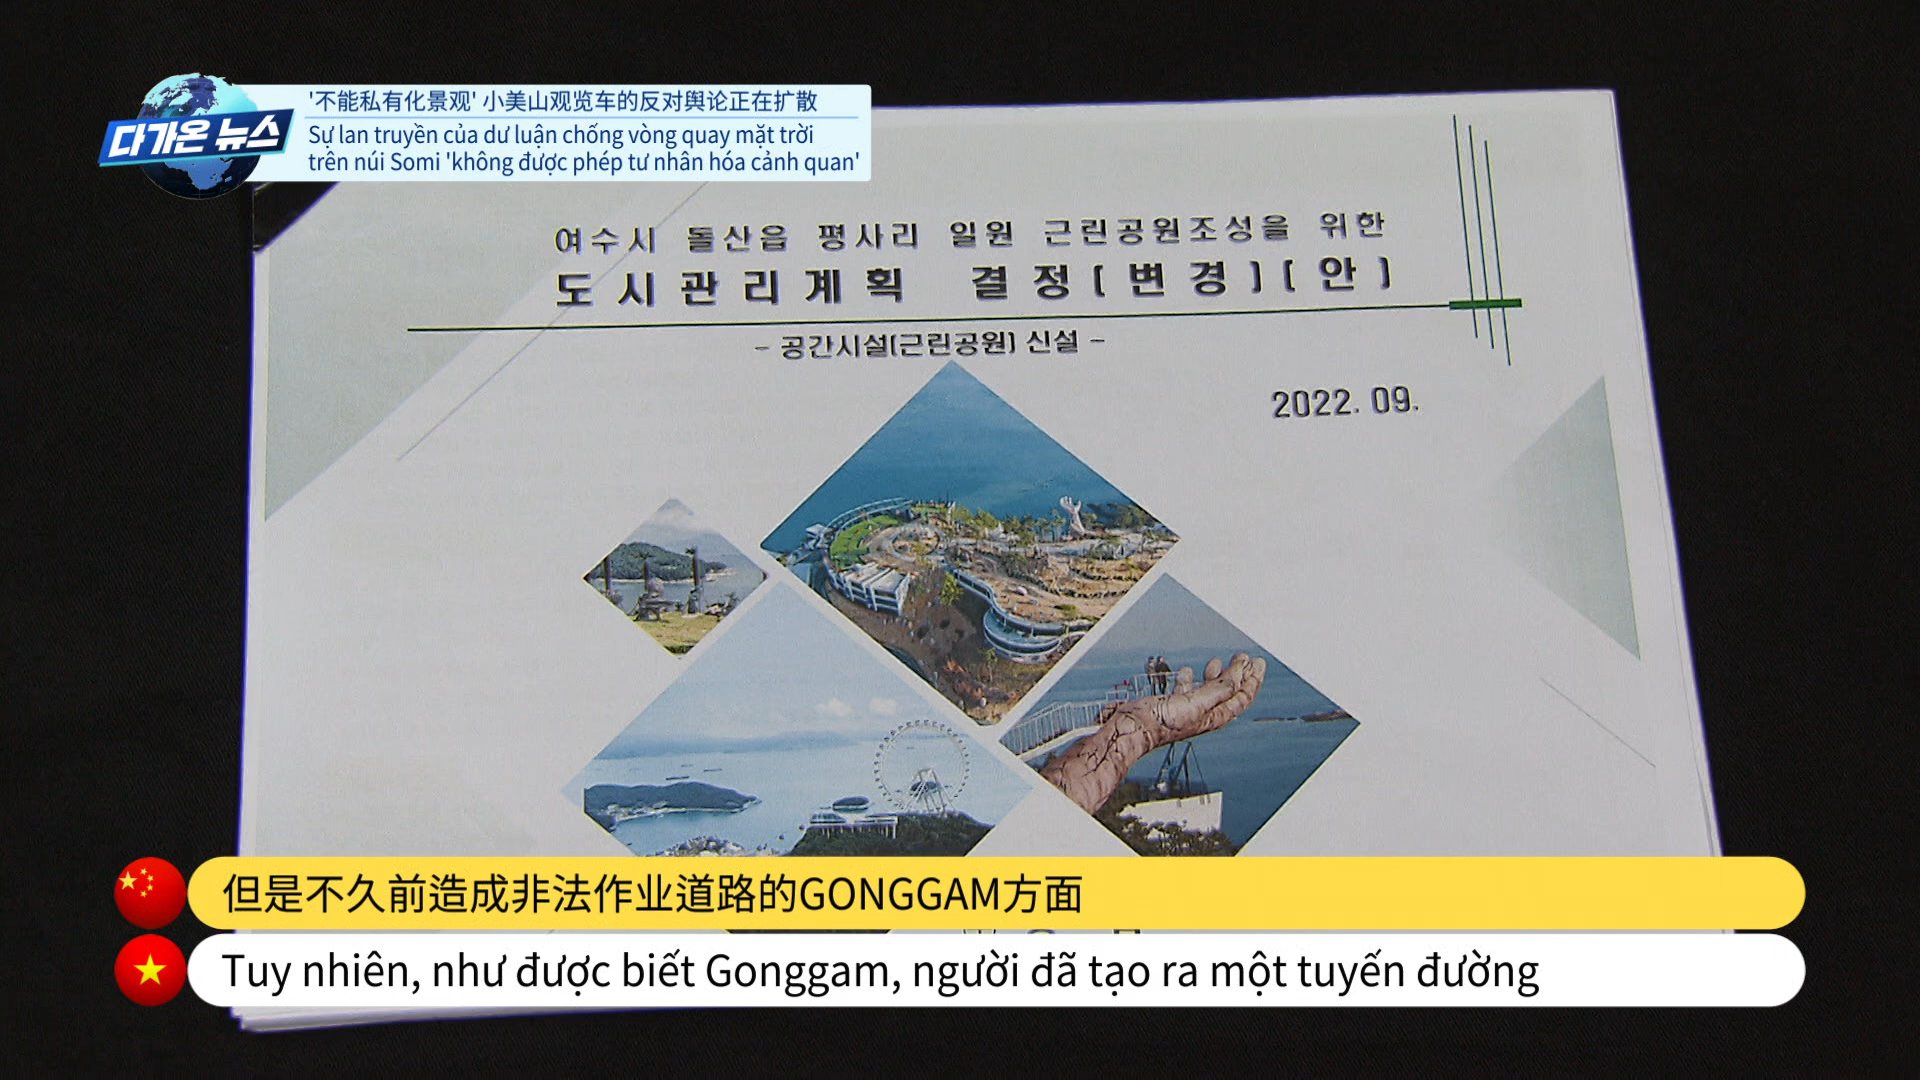 '不能私有化景观' 小美山观览车的反对舆论正在扩散
다가온 뉴스
Sự lan truyền của dư luận chống vòng quay mặt trời
trên núi Somi 'không được phép tư nhân hóa cảnh quan'
여수시 돌산읍 평사리 일원 근린공원조성을 위한
도시관리계획 결정(변경)(안)
- 공간시설(근린공원) 신설 -
2022. 09.
但是不久前造成非法作业道路的GONGGAM方面
Tuy nhiên, như được biết Gonggam, người đã tạo ra một tuyến đường